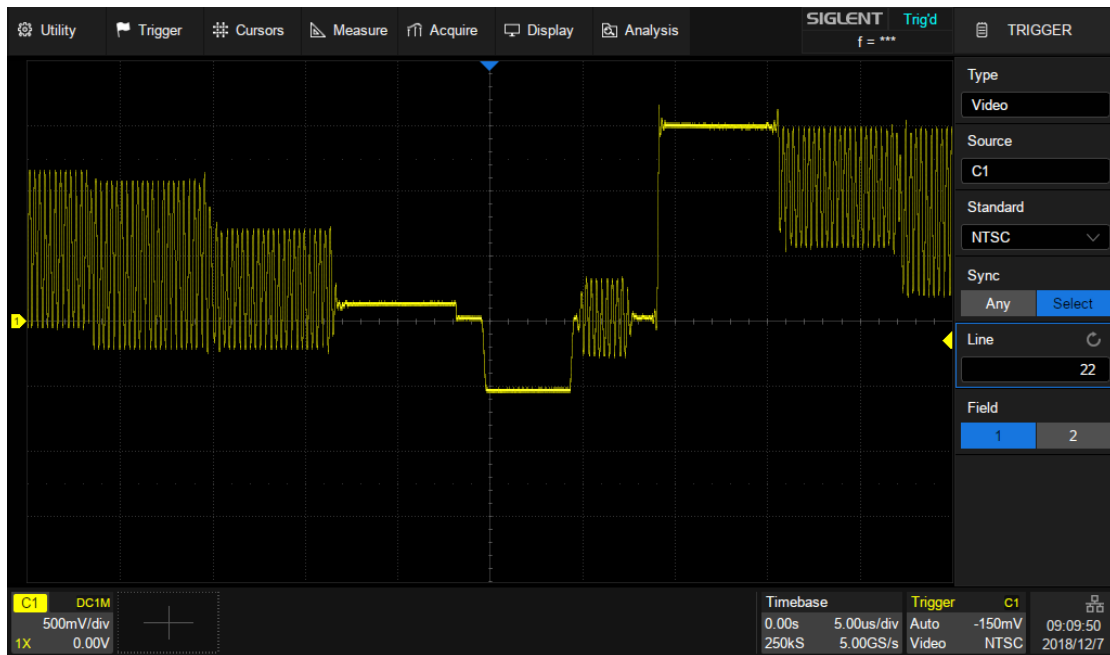 Utility Trigger Cursors Measure Acquire Display Analysis SIGLENT Trig'd TRIGGER
f = ***
Type
Video
Source
C1
Standard
NTSC
Sync
Any Select
Line
22
Field
1 2
1
C1 DC1M
500mV/div
1X 0.00V
Timebase
0.00s 5.00us/div
250kS 5.00GS/s
Trigger C1
Auto -150mV
Video NTSC
09:09:50
2018/12/7